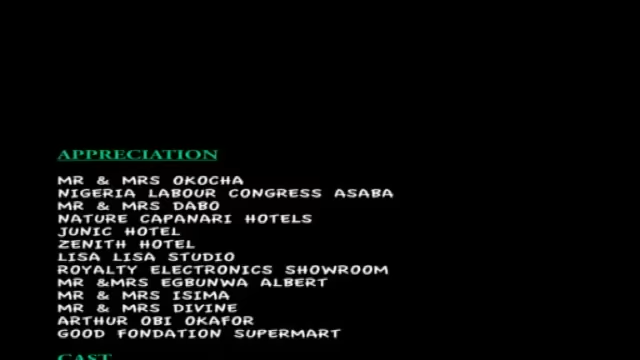 APPRECIATION
MR & MRS OKOCHA
NIGERIA LABOUR CONGRESS ASABA
MR & MRS DABO
NATURE CAPANARI HOTELS
JUNIC HOTEL
ZENITH HOTEL
LISA LISA STUDIO
ROYALTY ELECTRONICS SHOWROOM
MR &MRS EGBUNWA ALBERT
MR & MRS ISIMA
MR & MRS DIVINE
ARTHUR OBI OKAFOR
GOOD FONDATION SUPERMART
CAST